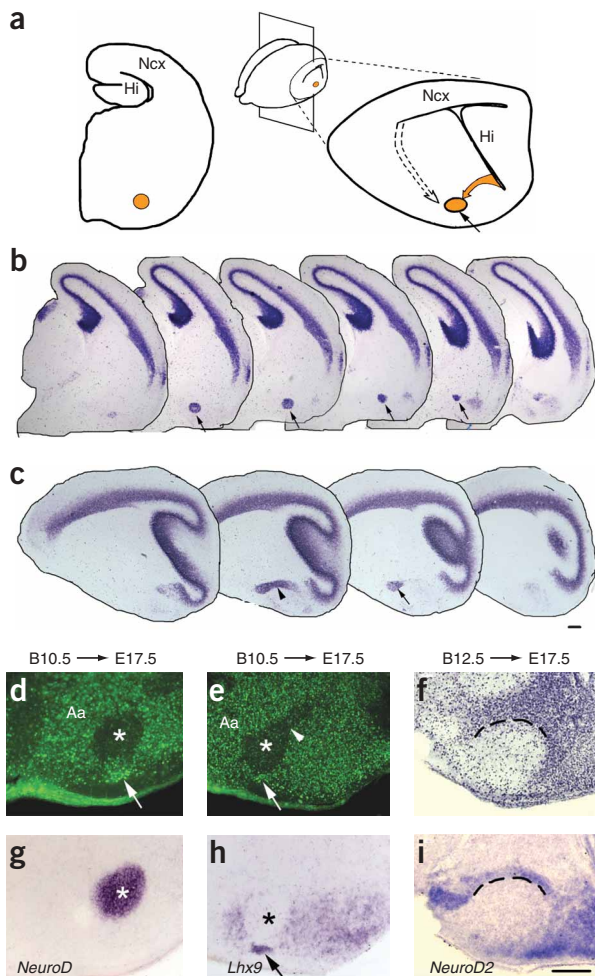 a
Ncx
Hi
Ncx
Hi
b
c
B10.5 → E17.5
B10.5 → E17.5
B12.5 → E17.5
d
Aa
*
e
Aa
*
f
g
*
NeuroD
h
*
Lhx9
i
NeuroD2